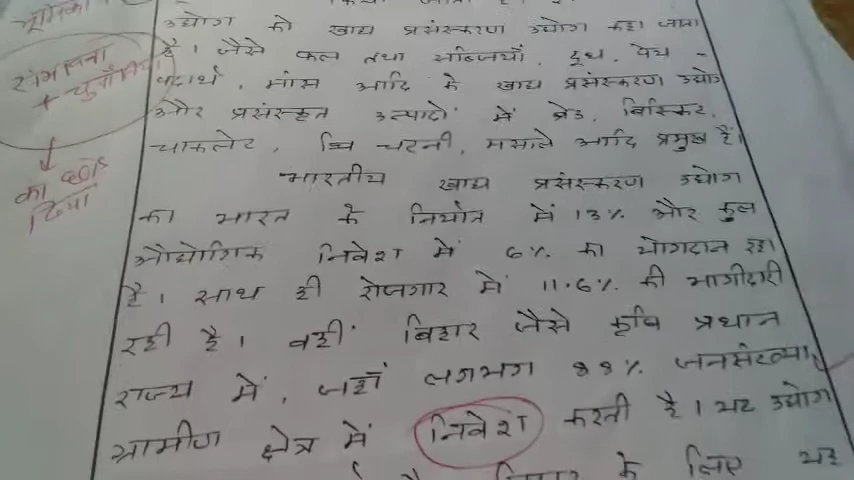 भूमिका
उद्योग को खाद्य प्रसंस्करण उद्योग कहा जाता
है। जैसे फल तथा सब्जियाँ, दूध, पेय -
पदार्थ, मांस आदि के खाद्य प्रसंस्करण उद्योग
और प्रसंस्कृत उत्पादों में ब्रेड, बिस्किट,
चाकलेट, चटनी, मसाले आदि प्रमुख हैं।
संभावना
+ चुनौतियां
का छोड़
दिया
भारतीय खाद्य प्रसंस्करण उद्योग
का भारत के निर्यात में 13% और कुल
औद्योगिक निवेश में 6% का योगदान रहा
है। साथ ही रोजगार में 11.6% की भागीदारी
रही है। वहीं बिहार जैसे कृषि प्रधान
राज्य में, जहाँ लगभग 88% जनसंख्या
ग्रामीण क्षेत्र में निवेश करती है। यह उद्योग
के लिए यह